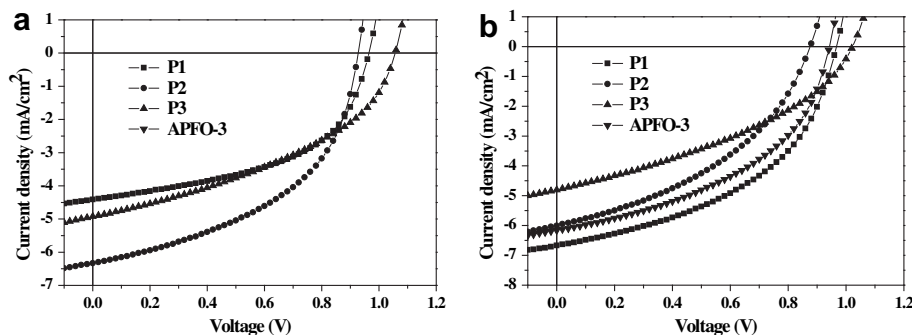 a
1
0
-1
-2
-3
-4
-5
-6
-7
Current density (mA/cm²)
P1
P2
P3
APFO-3
0.0
0.2
0.4
0.6
0.8
1.0
1.2
Voltage (V)
b
1
0
-1
-2
-3
-4
-5
-6
-7
-8
Current density (mA/cm²)
P1
P2
P3
APFO-3
0.0
0.2
0.4
0.6
0.8
1.0
1.2
Voltage (V)